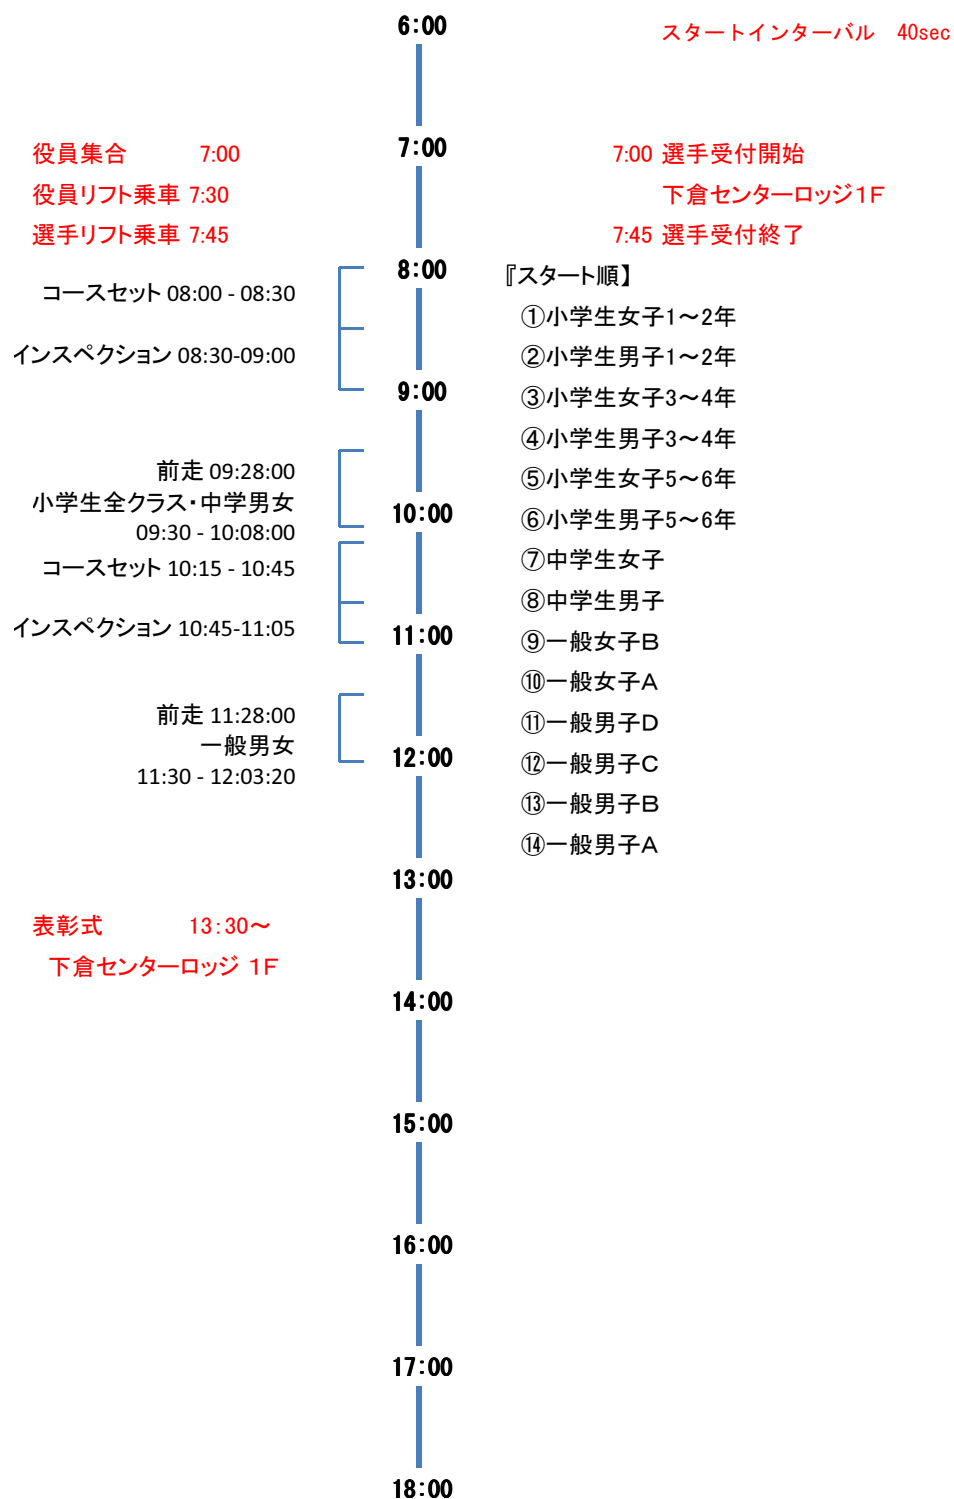 6:00
スタートインターバル　40sec
役員集合　7:00
7:00
7:00 選手受付開始
役員リフト乗車 7:30
下倉センターロッジ１Ｆ
選手リフト乗車 7:45
7:45 選手受付終了
8:00
『スタート順】
コースセット 08:00 - 08:30
①小学生女子1～2年
インスペクション 08:30-09:00
②小学生男子1～2年
9:00
③小学生女子3～4年
④小学生男子3～4年
前走 09:28:00
⑤小学生女子5～6年
小学生全クラス・中学男女
10:00
⑥小学生男子5～6年
09:30 - 10:08:00
コースセット 10:15 - 10:45
⑦中学生女子
⑧中学生男子
インスペクション 10:45-11:05
11:00
⑨一般女子Ｂ
⑩一般女子Ａ
前走 11:28:00
⑪一般男子Ｄ
一般男女
12:00
⑫一般男子Ｃ
11:30 - 12:03:20
⑬一般男子Ｂ
⑭一般男子Ａ
13:00
表彰式　13:30～
下倉センターロッジ １Ｆ
14:00
15:00
16:00
17:00
18:00